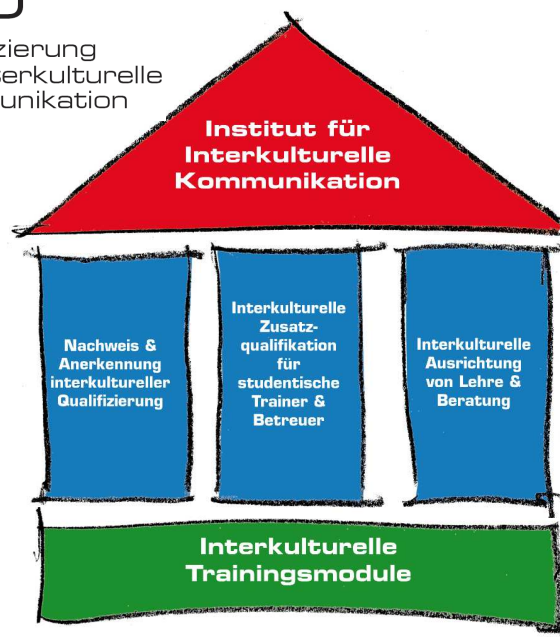 zierung
erkulturelle
unikation
Institut für
Interkulturelle
Kommunikation
Nachweis &
Anerkennung
interkultureller
Qualifizierung
Interkulturelle
Zusatz-
qualifikation
für
studentische
Trainer &
Betreuer
Interkulturelle
Ausrichtung
von Lehre &
Beratung
Interkulturelle
Trainingsmodule